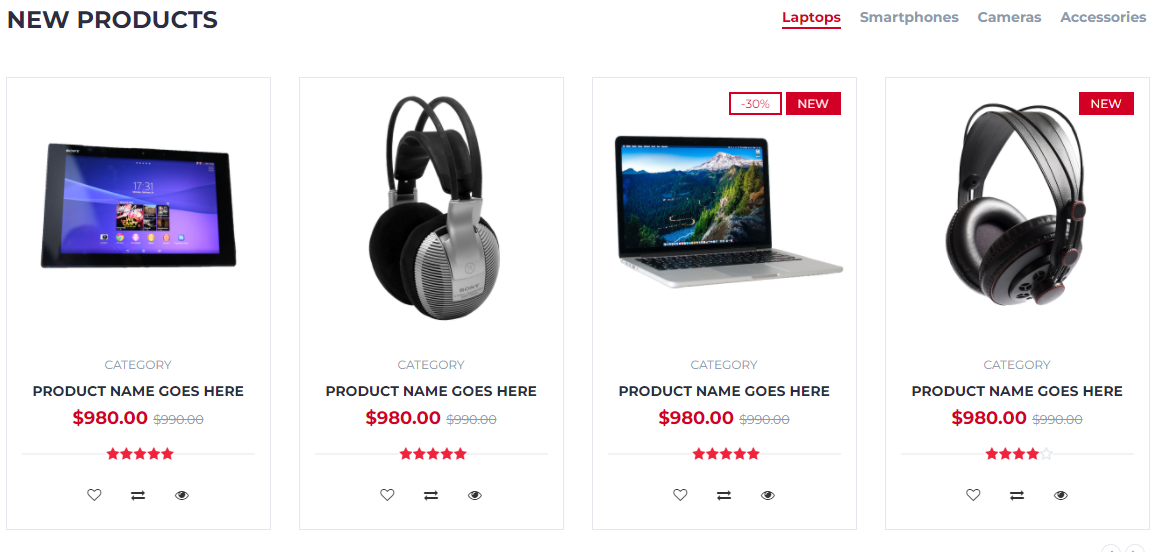 NEW PRODUCTS
Laptops Smartphones Cameras Accessories
-30% NEW
NEW
SONY
17:31
SONY
CATEGORY
PRODUCT NAME GOES HERE
$980.00 $990.00
CATEGORY
PRODUCT NAME GOES HERE
$980.00 $990.00
CATEGORY
PRODUCT NAME GOES HERE
$980.00 $990.00
CATEGORY
PRODUCT NAME GOES HERE
$980.00 $990.00